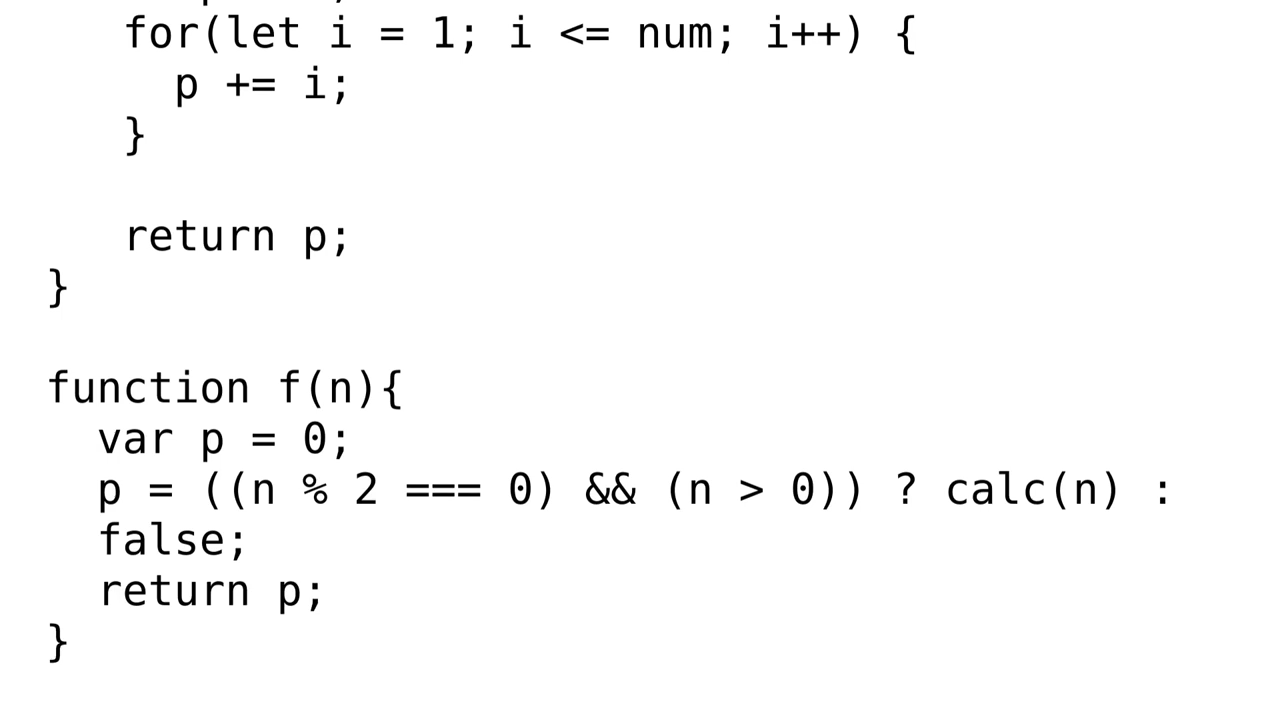 for(let i = 1; i <= num; i++) {
p += i;
}
return p;
}
function f(n){
var p = 0;
p = ((n % 2 === 0) && (n > 0)) ? calc(n) :
false;
return p;
}